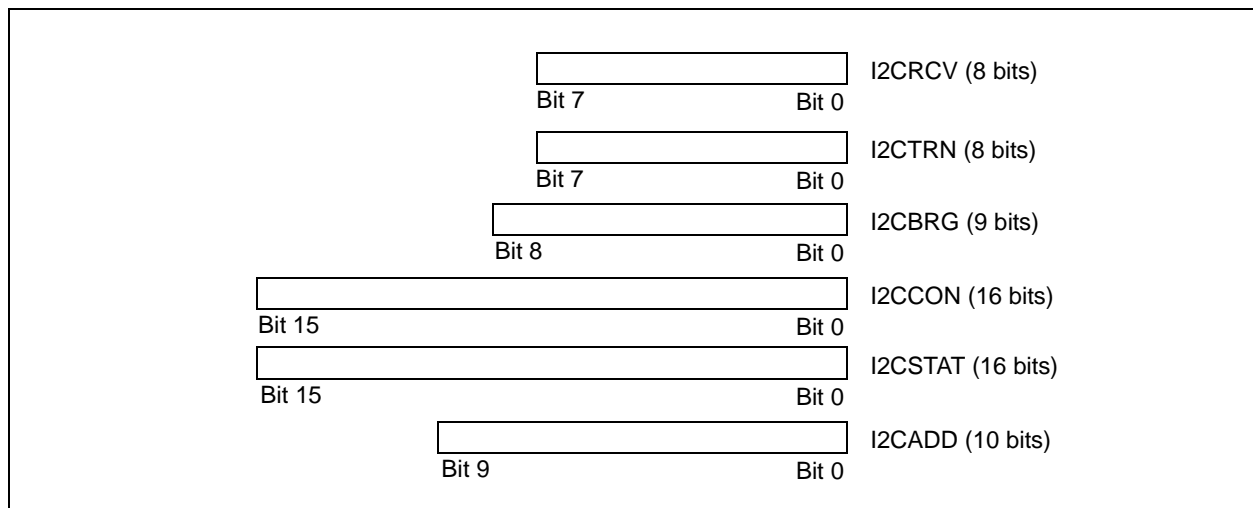 I2CRCV (8 bits)
Bit 7 Bit 0
I2CTRN (8 bits)
Bit 7 Bit 0
I2CBRG (9 bits)
Bit 8 Bit 0
I2CCON (16 bits)
Bit 15 Bit 0
I2CSTAT (16 bits)
Bit 15 Bit 0
I2CADD (10 bits)
Bit 9 Bit 0